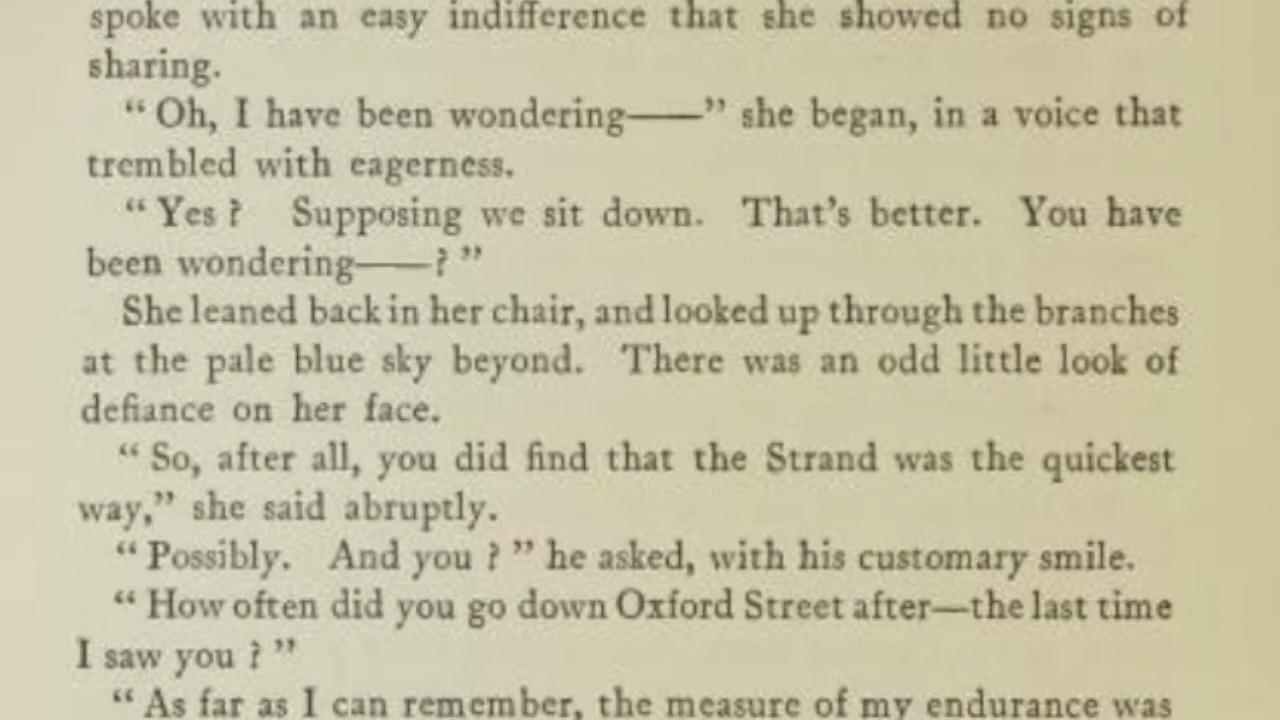 spoke with an easy indifference that she showed no signs of
sharing.
“ Oh, I have been wondering——” she began, in a voice that
trembled with eagerness.
“ Yes ? Supposing we sit down. That’s better. You have
been wondering——? ”
She leaned back in her chair, and looked up through the branches
at the pale blue sky beyond. There was an odd little look of
defiance on her face.
“ So, after all, you did find that the Strand was the quickest
way,” she said abruptly.
“ Possibly. And you ? ” he asked, with his customary smile.
“ How often did you go down Oxford Street after—the last time
I saw you ? ”
“ As far as I can remember, the measure of my endurance was